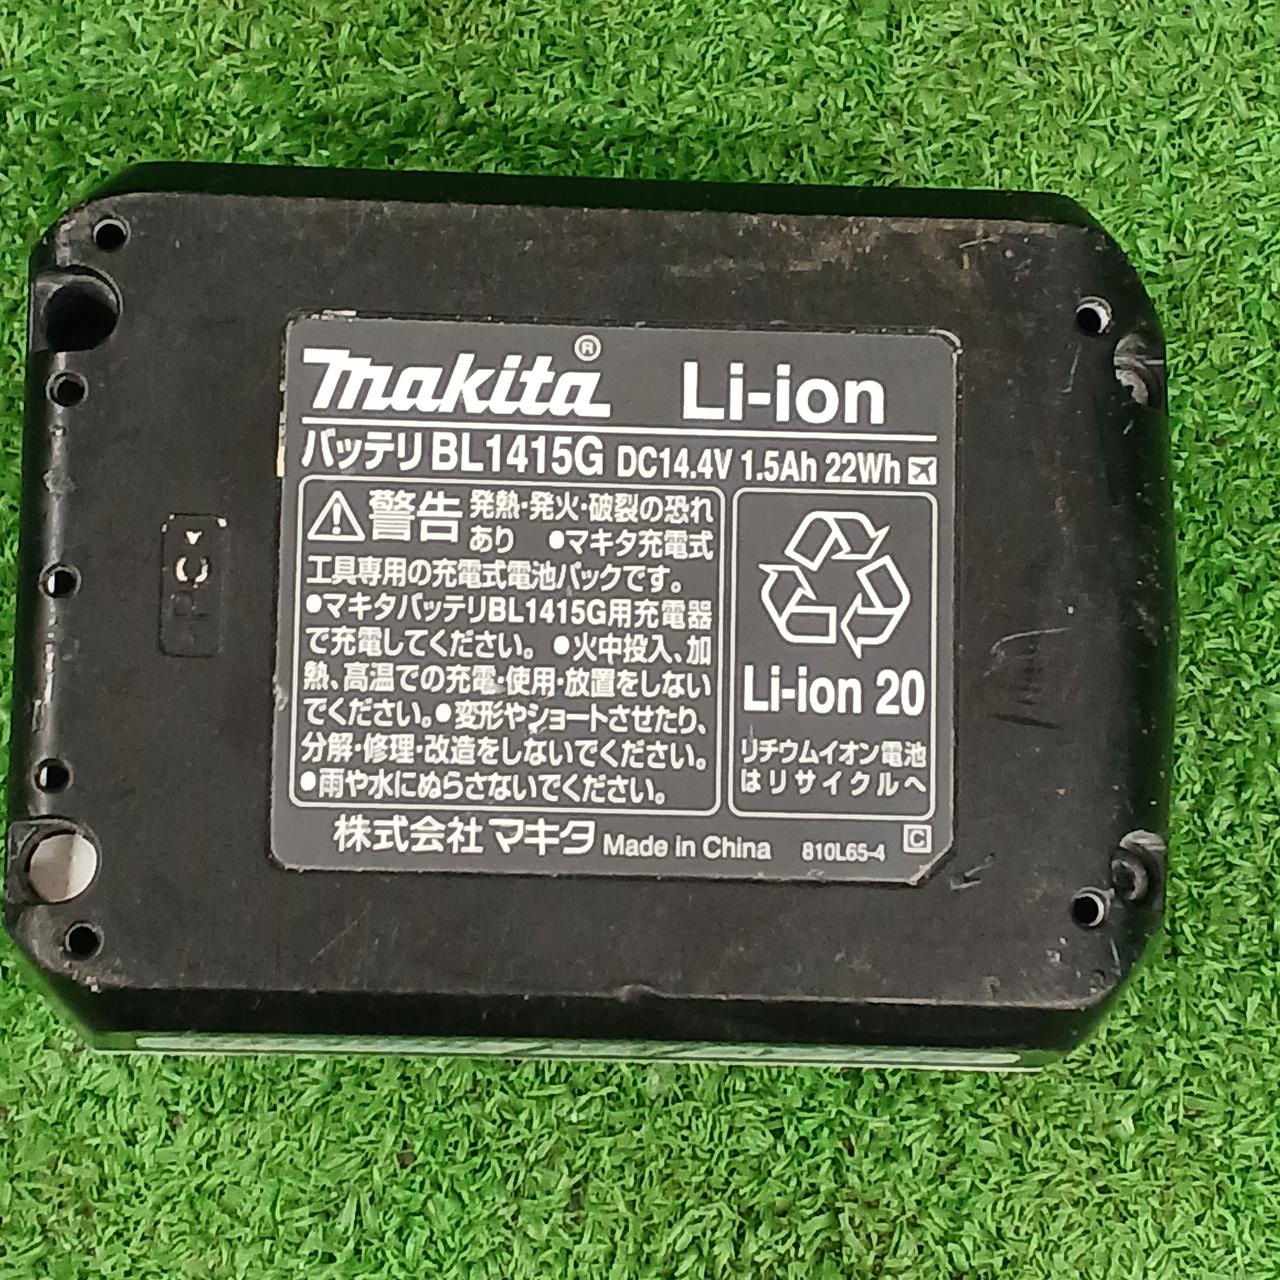 makita® Li-ion
バッテリBL1415G DC14.4V 1.5Ah 22Wh
警告 発熱・発火・破裂の恐れ
あり ●マキタ充電式
工具専用の充電式電池パックです。
●マキタバッテリBL1415G用充電器
で充電してください。 ●火中投入、加
熱、高温での充電・使用・放置をしない
でください。●変形やショートさせたり、
分解・修理・改造をしないでください。
●雨や水にぬらさないでください。
Li-ion 20
リチウムイオン電池
はリサイクルへ
株式会社マキタ Made in China 810L65-4 C